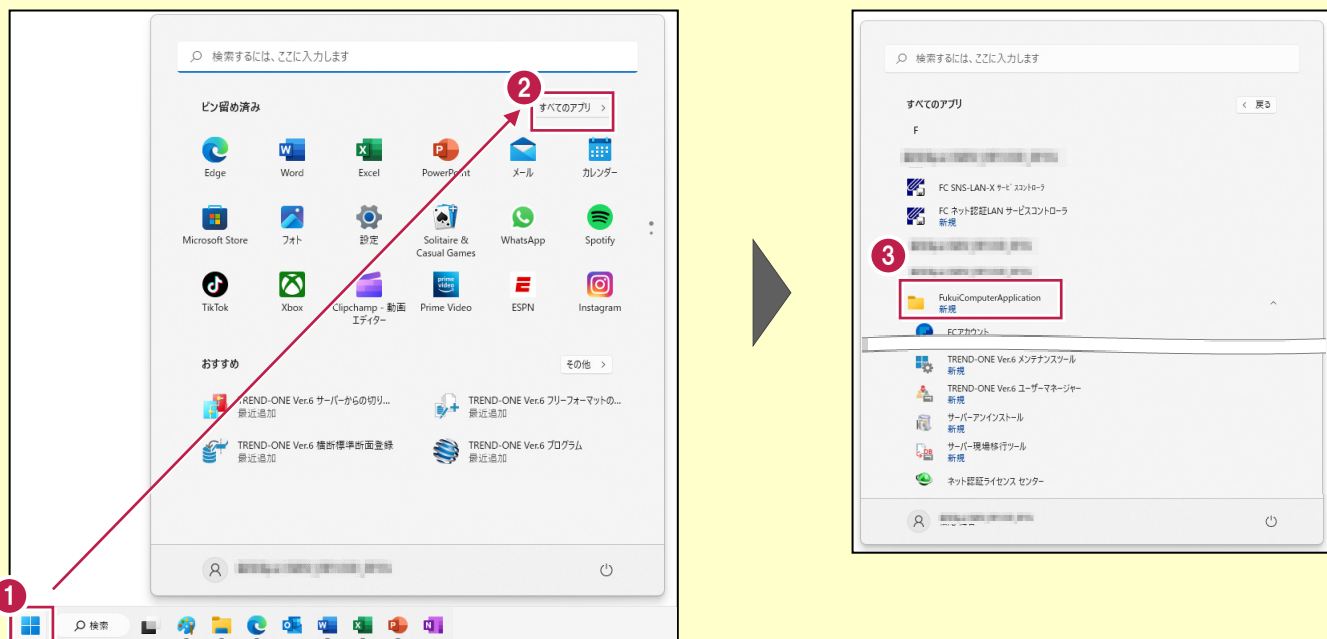 検索するには、ここに入力します
ピン留め済み
2
すべてのアプリ >
Edge
Word
Excel
PowerPoint
メール
カレンダー
Microsoft Store
フォト
設定
Solitaire &
Casual Games
WhatsApp
Spotify
TikTok
Xbox
Clipchamp - 動画
エディター
prime
video
Prime Video
ESPN
Instagram
おすすめ
その他 >
TREND-ONE Ver.6 サーバーからの切り...
最近追加
TREND-ONE Ver.6 フリーフォーマットの...
最近追加
TREND-ONE Ver.6 横断標準断面登録
最近追加
TREND-ONE Ver.6 プログラム
最近追加
1
検索
検索するには、ここに入力します
すべてのアプリ
< 戻る
F
FC SNS-LAN-X サービスコントローラ
FC ネット認証LAN サービスコントローラ
新規
3
FukuiComputerApplication
新規
FCアカウント
TREND-ONE Ver.6 メンテナンスツール
新規
TREND-ONE Ver.6 ユーザーマネージャー
新規
サーバーアンインストール
新規
サーバー現場移行ツール
新規
ネット認証ライセンス センター